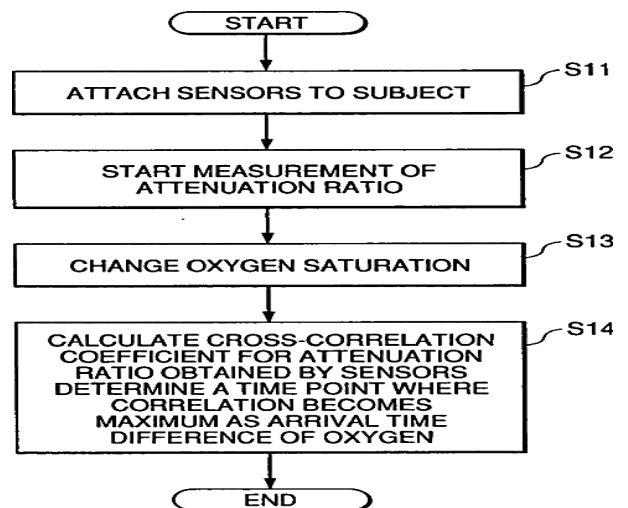 START
S11
ATTACH SENSORS TO SUBJECT
S12
START MEASUREMENT OF
ATTENUATION RATIO
S13
CHANGE OXYGEN SATURATION
S14
CALCULATE CROSS-CORRELATION
COEFFICIENT FOR ATTENUATION
RATIO OBTAINED BY SENSORS
DETERMINE A TIME POINT WHERE
CORRELATION BECOMES
MAXIMUM AS ARRIVAL TIME
DIFFERENCE OF OXYGEN
END